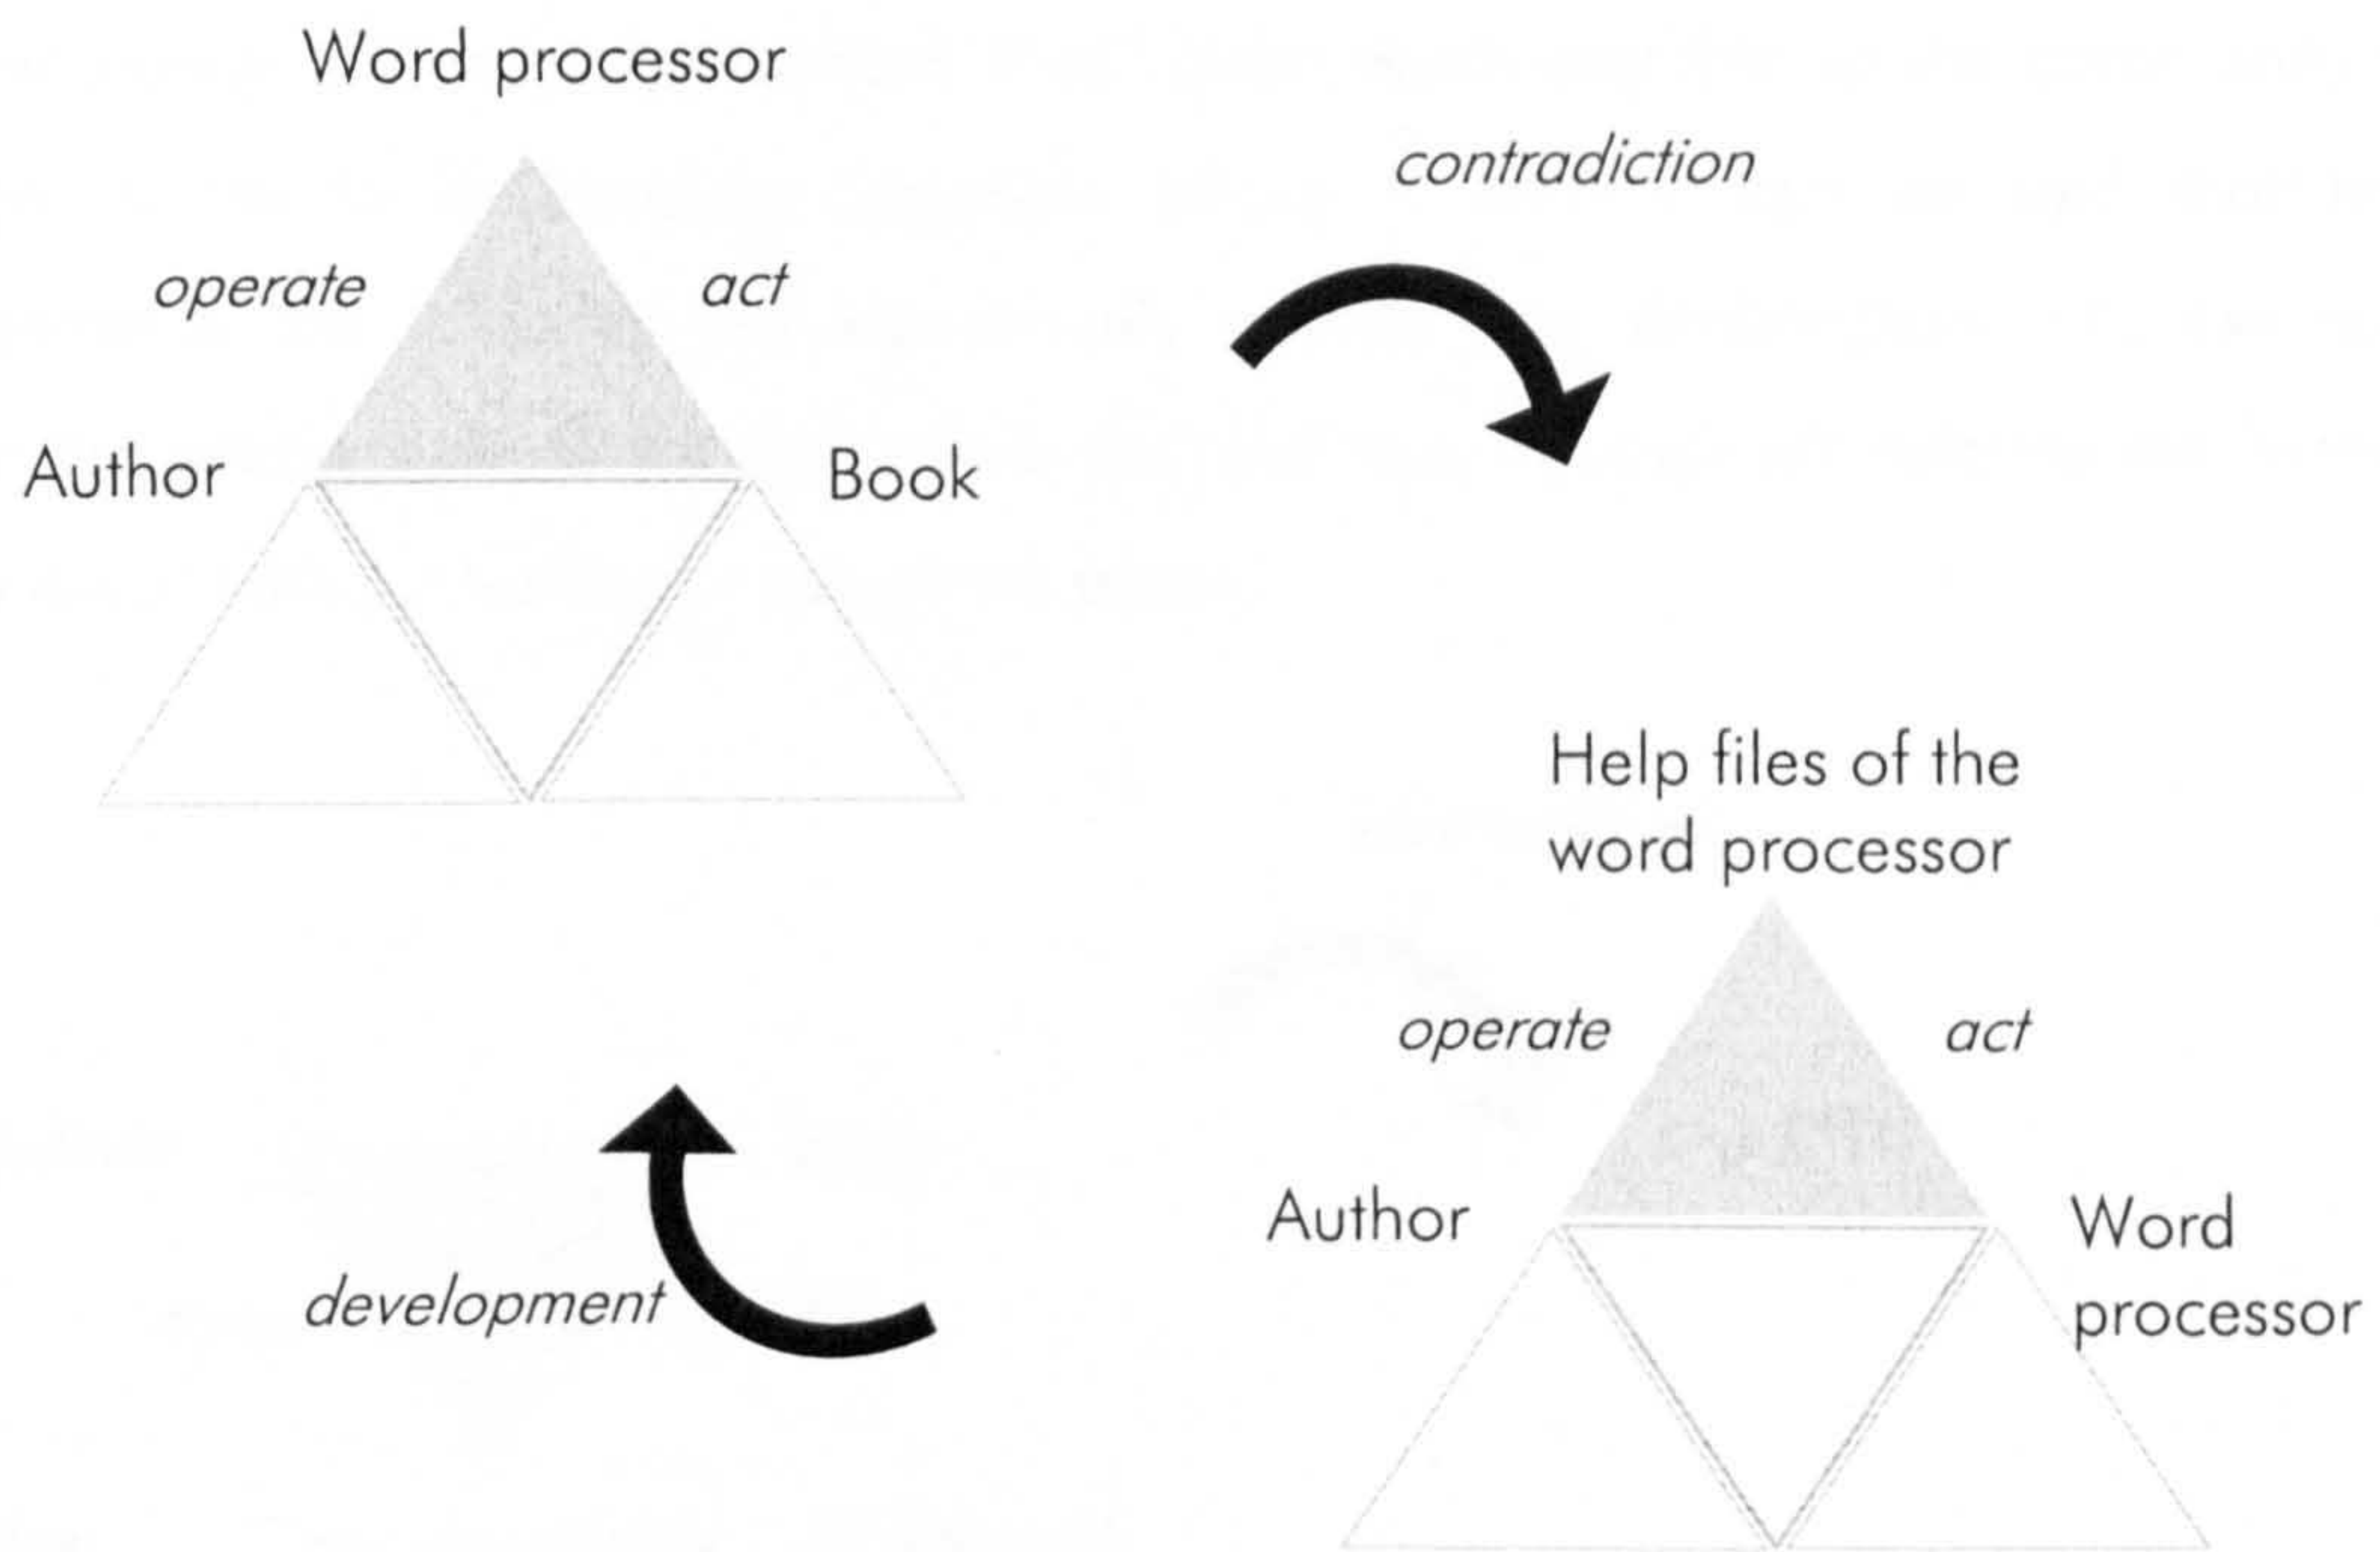 Word processor
contradiction
operate
act
Author
Book
Help files of the
word processor
operate
act
Author
Word
processor
development